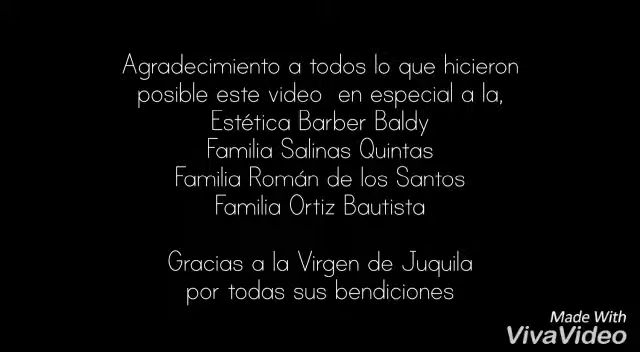 Agradecimiento a todos lo que hicieron
posible este video en especial a la,
Estética Barber Baldy
Familia Salinas Quintas
Familia Román de los Santos
Familia Ortiz Bautista
Gracias a la Virgen de Juquila
por todas sus bendiciones
Made With
VivaVideo